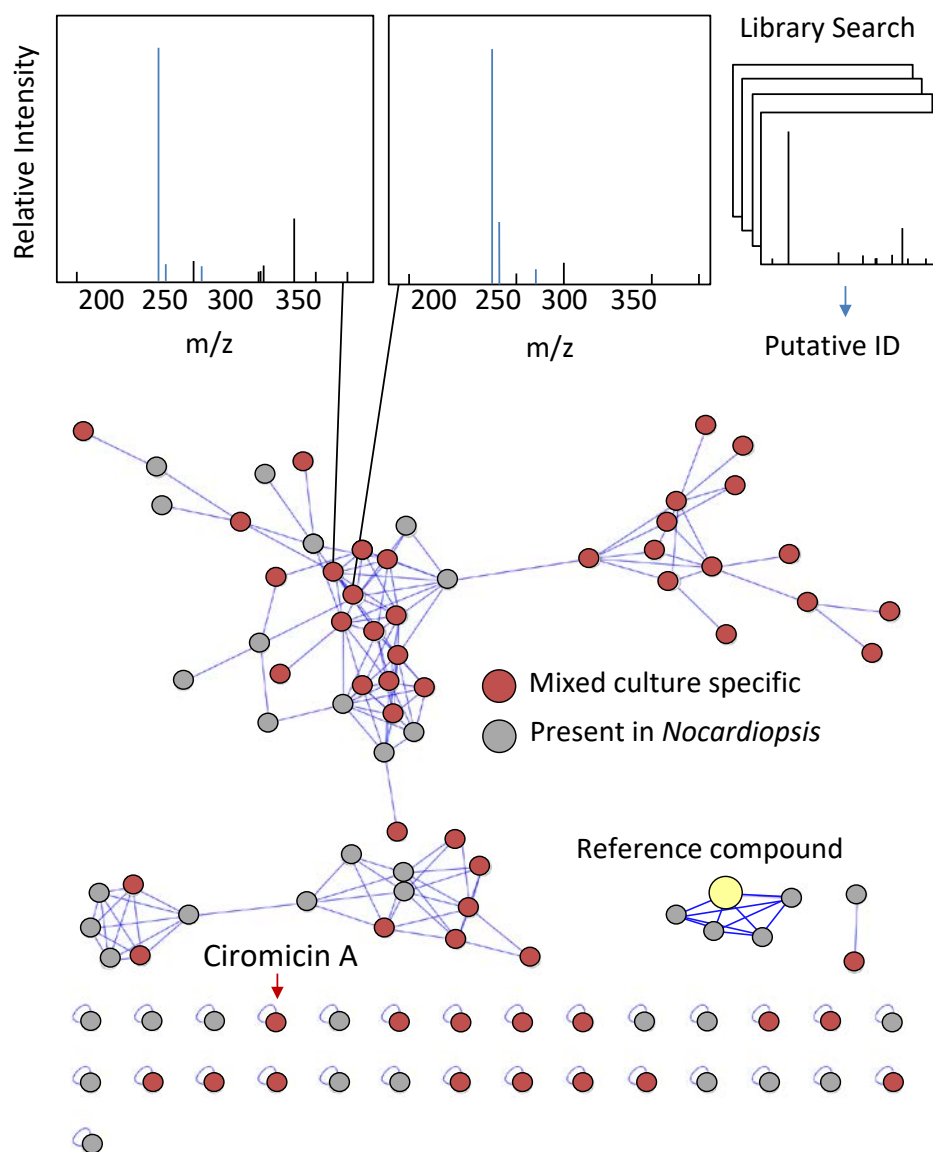 Library Search
Relative Intensity
200 250 300 350
200 250 300 350
m/z
m/z
Putative ID
Mixed culture specific
Present in Nocardiopsis
Reference compound
Ciromicin A